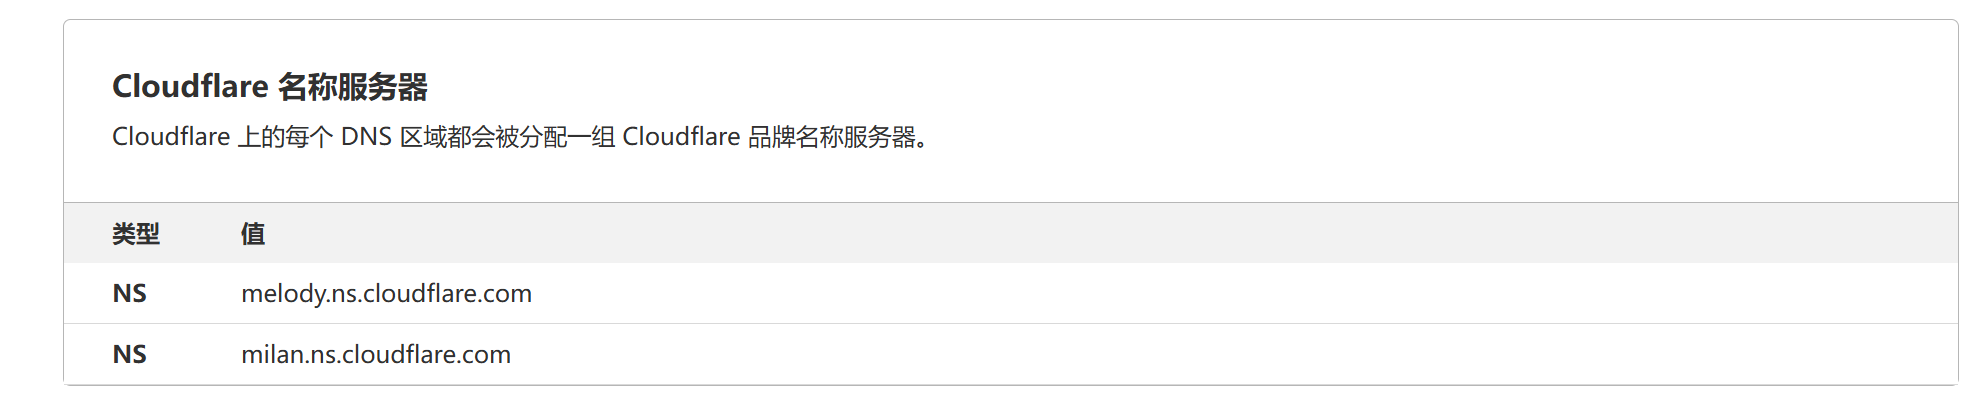 Cloudflare 名称服务器
Cloudflare 上的每个 DNS 区域都会被分配一组 Cloudflare 品牌名称服务器。
类型 值
NS melody.ns.cloudflare.com
NS milan.ns.cloudflare.com